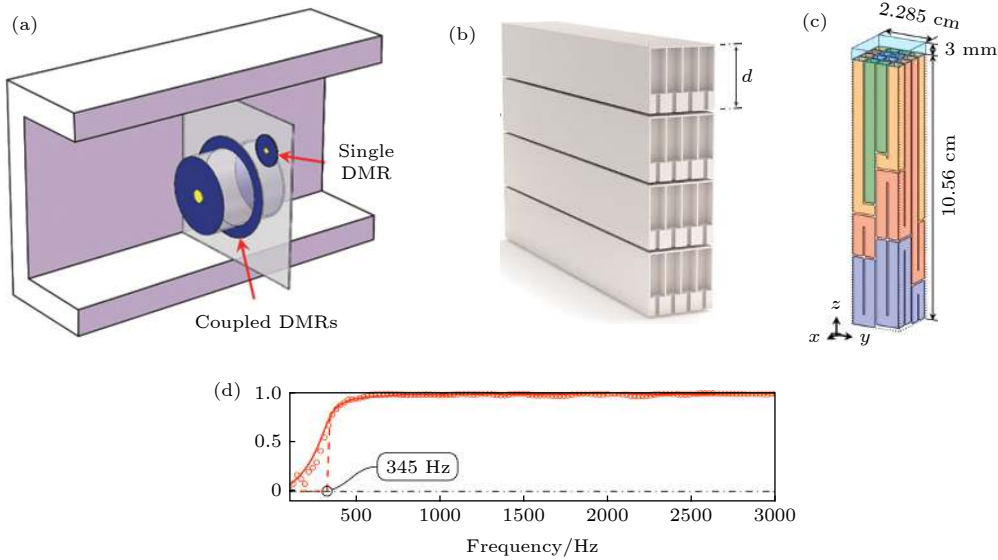 (a)
Single
DMR
Coupled DMRs
(b)
d
(c)
2.285 cm
3 mm
10.56 cm
z
x
y
(d)
1.0
0.5
0
345 Hz
500
1000
1500
2000
2500
3000
Frequency/Hz